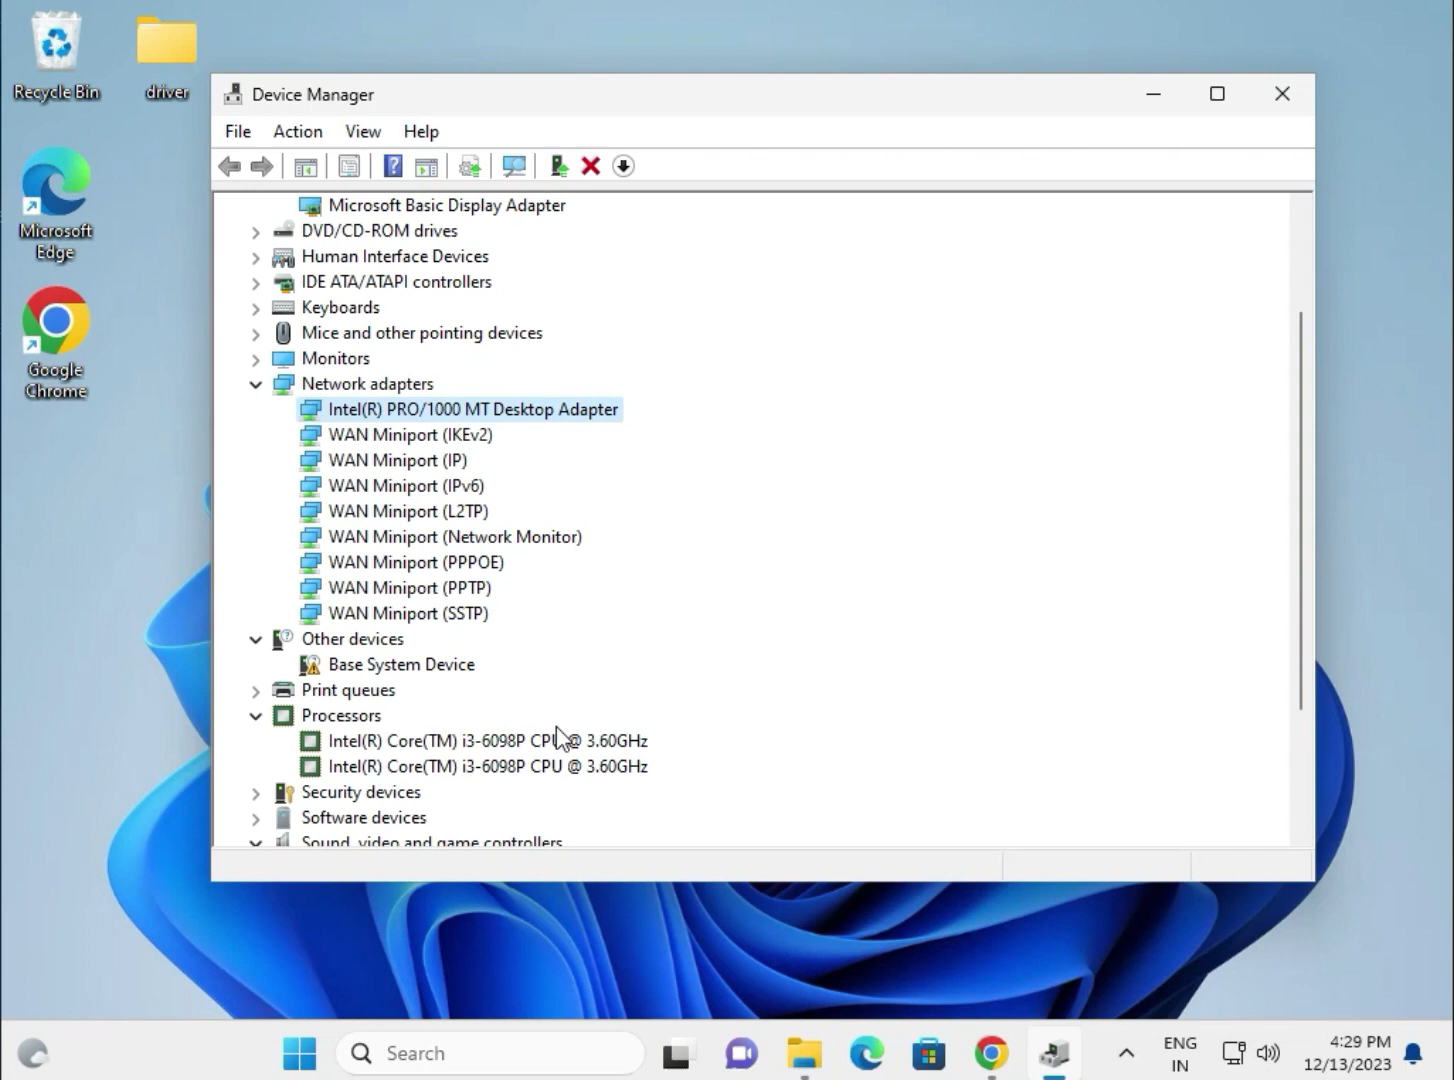 Recycle Bin
driver
Microsoft
Edge
Google
Chrome
Device Manager
File Action View Help
Microsoft Basic Display Adapter
DVD/CD-ROM drives
Human Interface Devices
IDE ATA/ATAPI controllers
Keyboards
Mice and other pointing devices
Monitors
Network adapters
Intel(R) PRO/1000 MT Desktop Adapter
WAN Miniport (IKEv2)
WAN Miniport (IP)
WAN Miniport (IPv6)
WAN Miniport (L2TP)
WAN Miniport (Network Monitor)
WAN Miniport (PPPOE)
WAN Miniport (PPTP)
WAN Miniport (SSTP)
Other devices
Base System Device
Print queues
Processors
Intel(R) Core(TM) i3-6098P CPU @ 3.60GHz
Intel(R) Core(TM) i3-6098P CPU @ 3.60GHz
Security devices
Software devices
Sound, video and game controllers
Search
ENG
IN
4:29 PM
12/13/2023